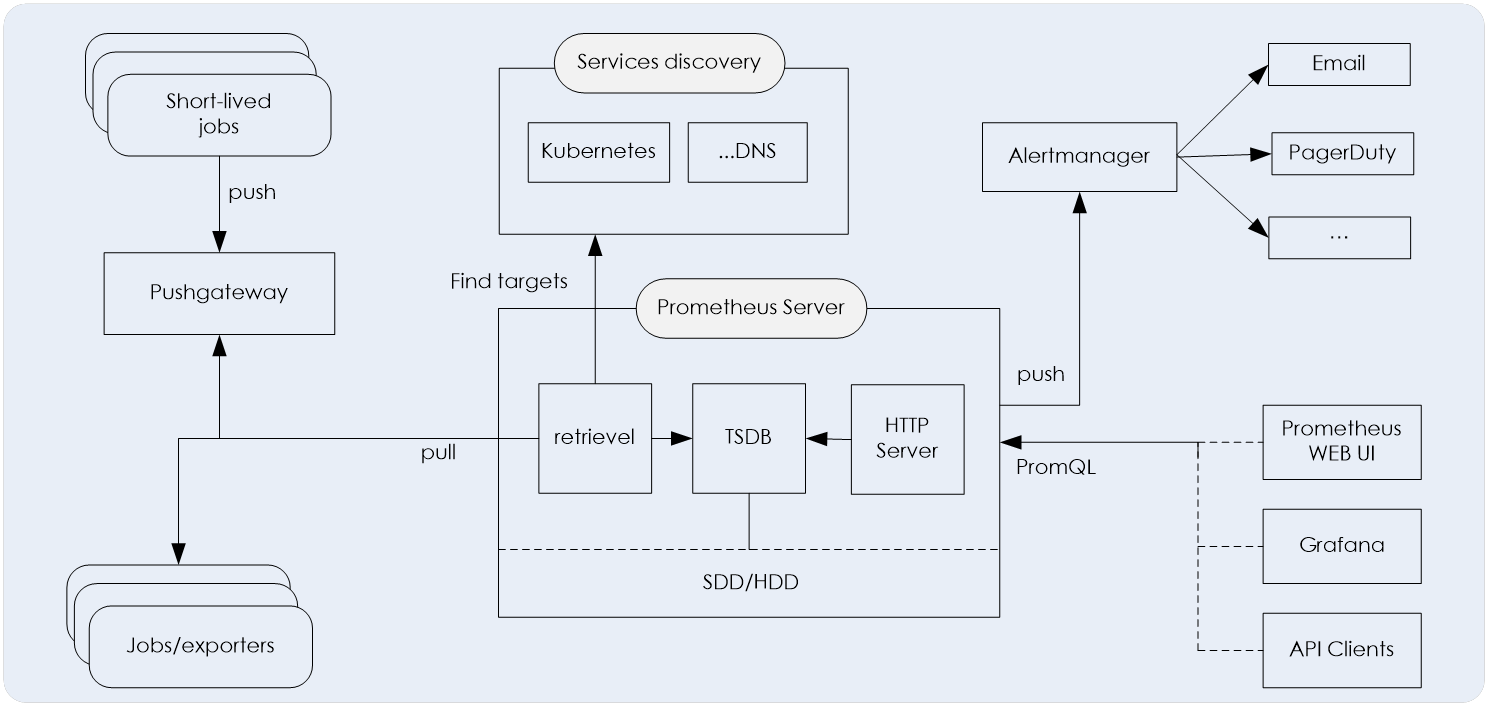 Short-lived
jobs
push
Pushgateway
pull
Jobs/exporters
Services discovery
Kubernetes
...DNS
Find targets
Prometheus Server
retrievel
TSDB
HTTP
Server
SDD/HDD
push
Alertmanager
Email
PagerDuty
...
PromQL
Prometheus
WEB UI
Grafana
API Clients